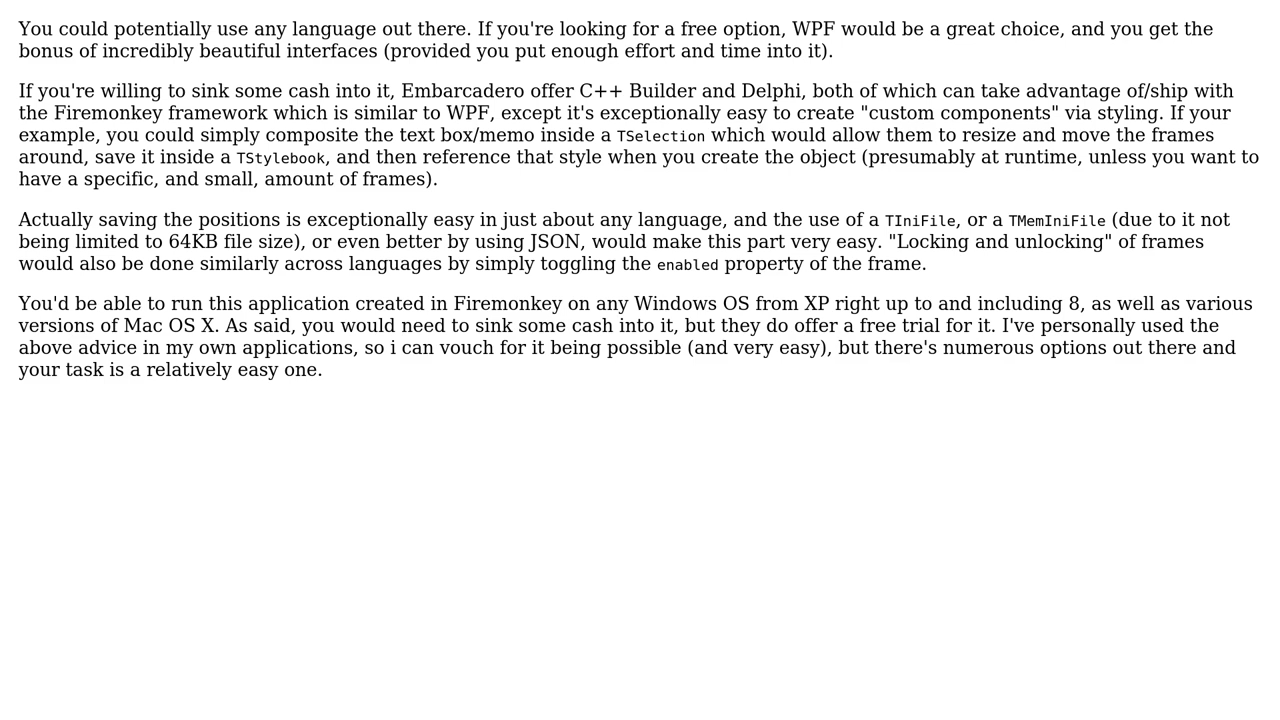 You could potentially use any language out there. If you're looking for a free option, WPF would be a great choice, and you get the
bonus of incredibly beautiful interfaces (provided you put enough effort and time into it).
If you're willing to sink some cash into it, Embarcadero offer C++ Builder and Delphi, both of which can take advantage of/ship with
the Firemonkey framework which is similar to WPF, except it's exceptionally easy to create "custom components" via styling. If your
example, you could simply composite the text box/memo inside a TSelection which would allow them to resize and move the frames
around, save it inside a TStylebook, and then reference that style when you create the object (presumably at runtime, unless you want to
have a specific, and small, amount of frames).
Actually saving the positions is exceptionally easy in just about any language, and the use of a TIniFile, or a TMemIniFile (due to it not
being limited to 64KB file size), or even better by using JSON, would make this part very easy. "Locking and unlocking" of frames
would also be done similarly across languages by simply toggling the enabled property of the frame.
You'd be able to run this application created in Firemonkey on any Windows OS from XP right up to and including 8, as well as various
versions of Mac OS X. As said, you would need to sink some cash into it, but they do offer a free trial for it. I've personally used the
above advice in my own applications, so i can vouch for it being possible (and very easy), but there's numerous options out there and
your task is a relatively easy one.